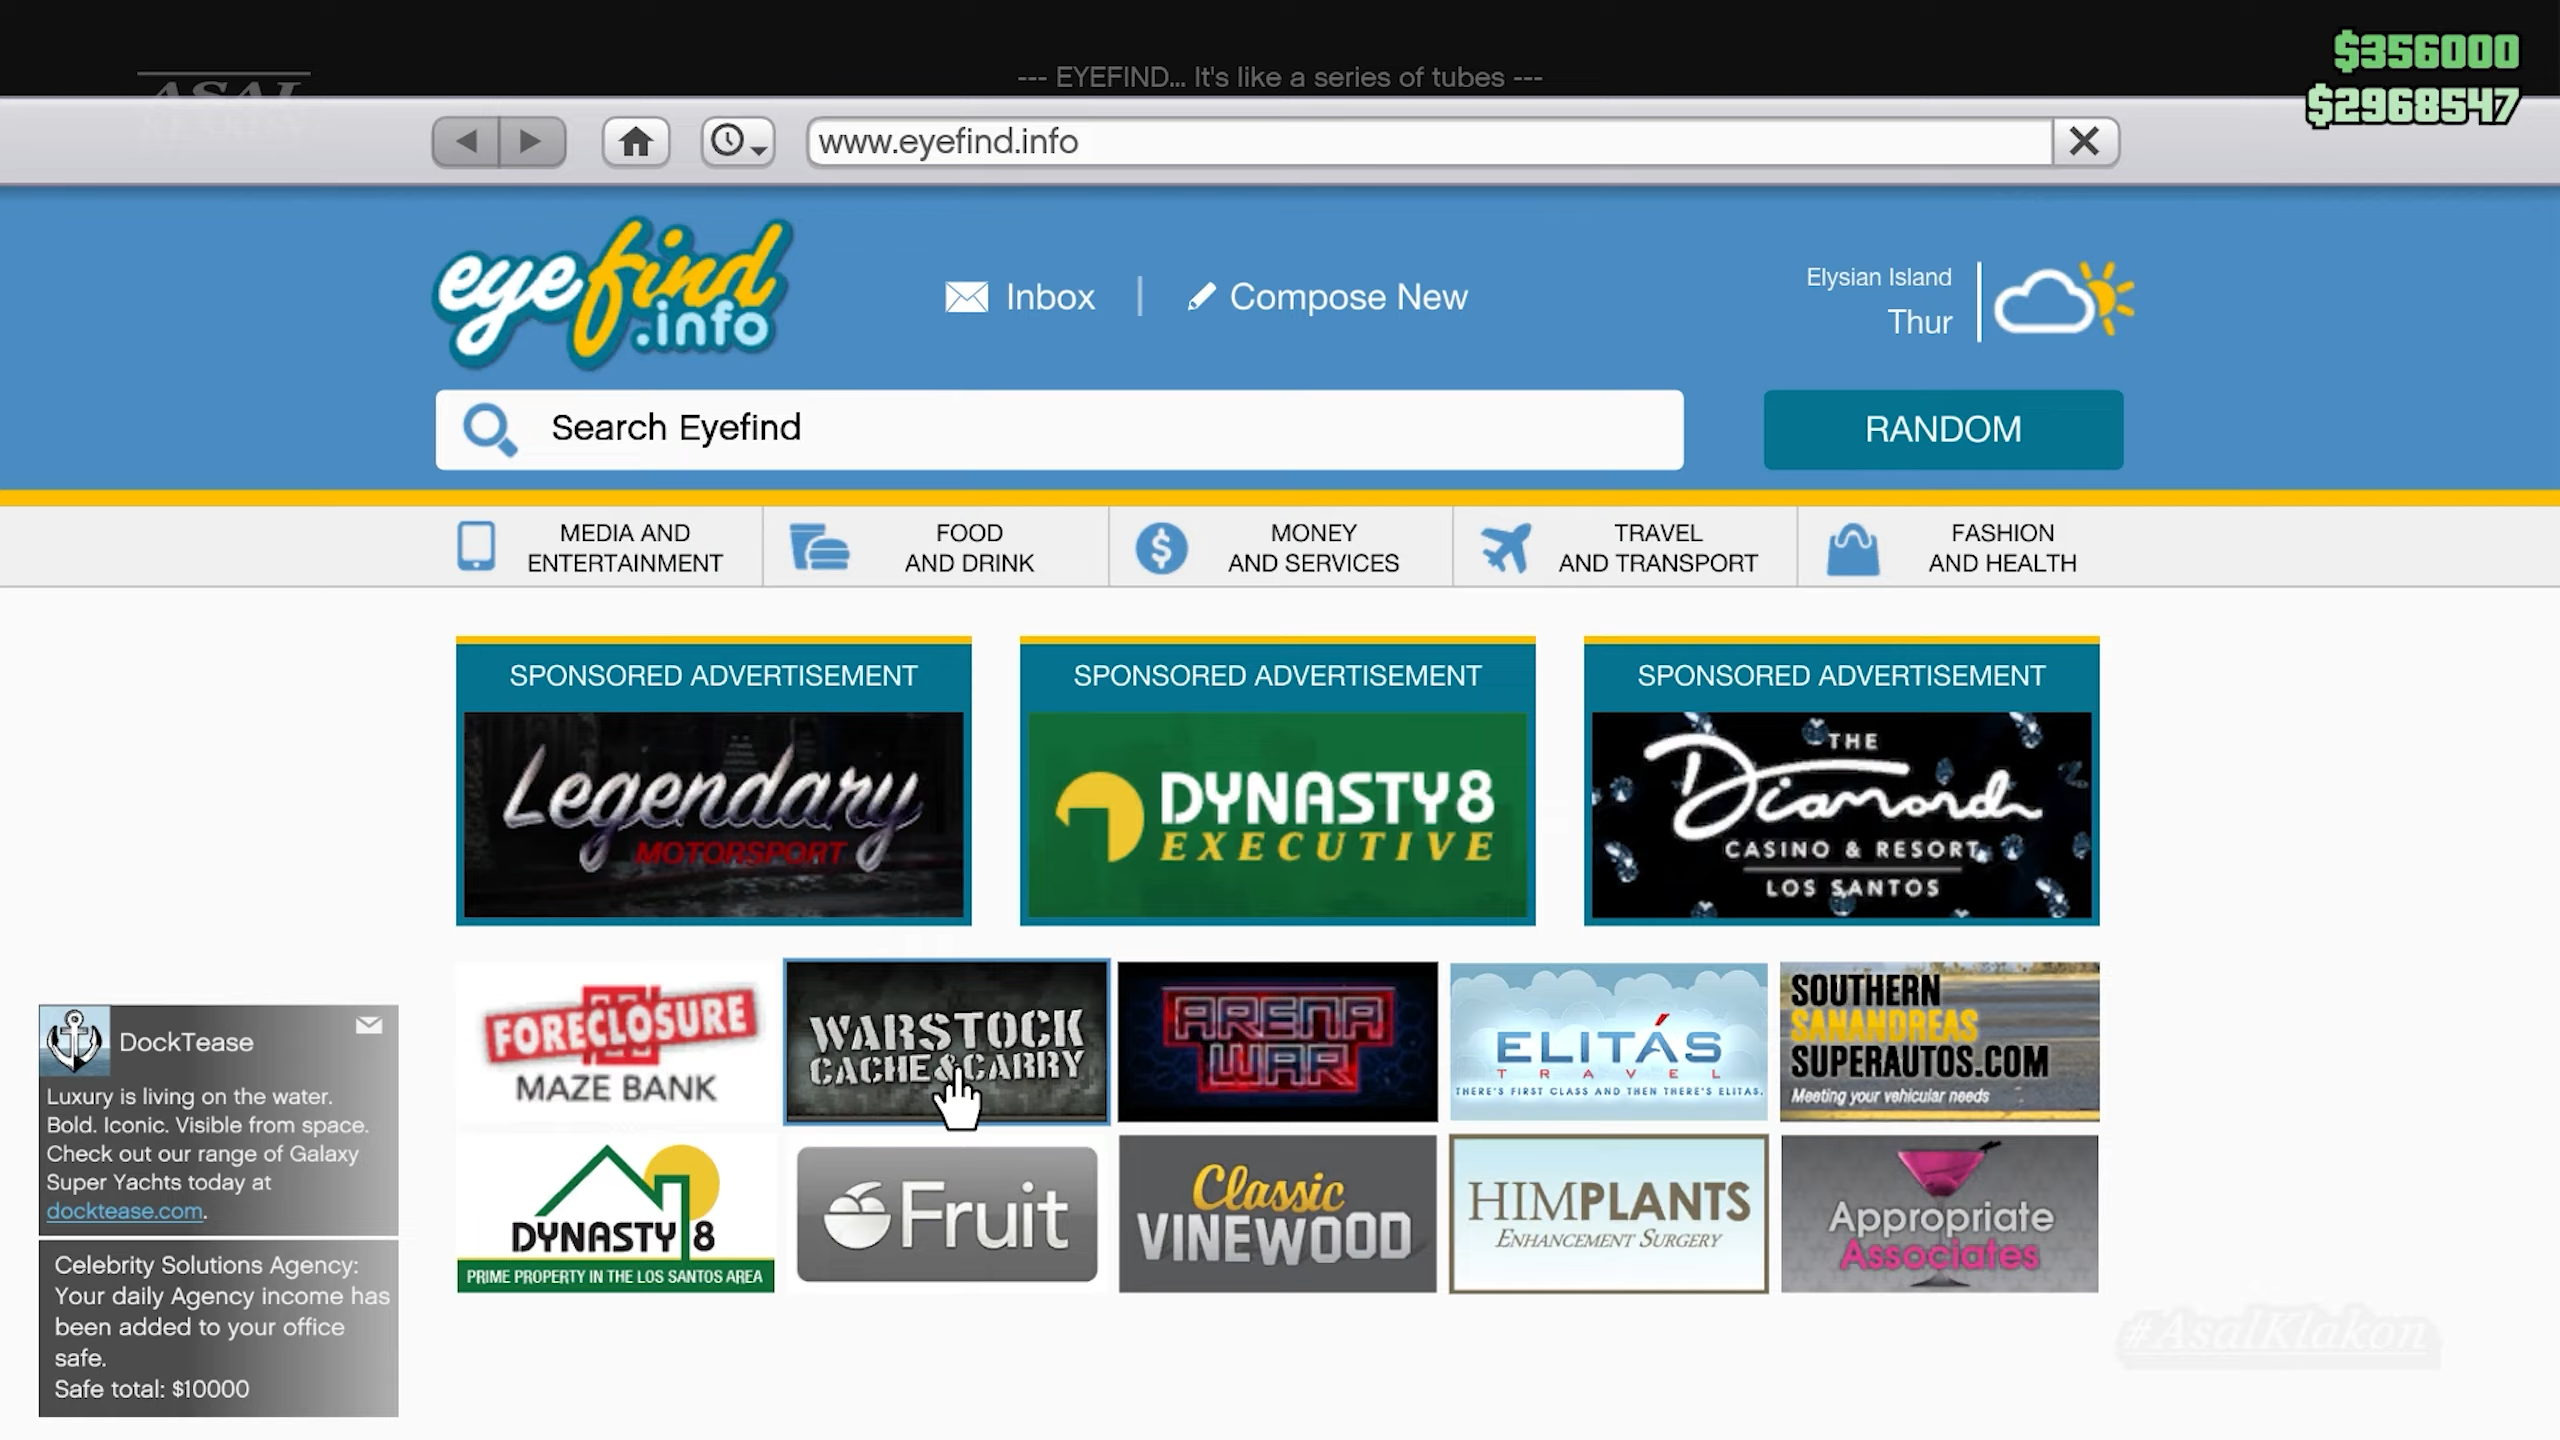 ASAL
KLAKON
--- EYEFIND... It's like a series of tubes ---
$356000
$2968547
www.eyefind.info
eyefind
.info
Inbox
Compose New
Elysian Island
Thur
Search Eyefind
RANDOM
MEDIA AND
ENTERTAINMENT
FOOD
AND DRINK
MONEY
AND SERVICES
TRAVEL
AND TRANSPORT
FASHION
AND HEALTH
SPONSORED ADVERTISEMENT
Legendary
MOTORSPORT
SPONSORED ADVERTISEMENT
DYNASTY8
EXECUTIVE
SPONSORED ADVERTISEMENT
THE
Diamond
CASINO & RESORT
LOS SANTOS
FORECLOSURE
MAZE BANK
WARSTOCK
CACHE & CARRY
ARENA
WAR
ELITÁS
TRAVEL
THERE'S FIRST CLASS AND THEN THERE'S ELITAS.
SOUTHERN
SANANDREAS
SUPERAUTOS.COM
Meeting your vehicular needs
DYNASTY 8
PRIME PROPERTY IN THE LOS SANTOS AREA
Fruit
Classic
VINEWOOD
HIMPLANTS
ENHANCEMENT SURGERY
Appropriate
Associates
DockTease
Luxury is living on the water.
Bold. Iconic. Visible from space.
Check out our range of Galaxy
Super Yachts today at
docktease.com.
Celebrity Solutions Agency:
Your daily Agency income has
been added to your office
safe.
Safe total: $10000
#AsalKlakon